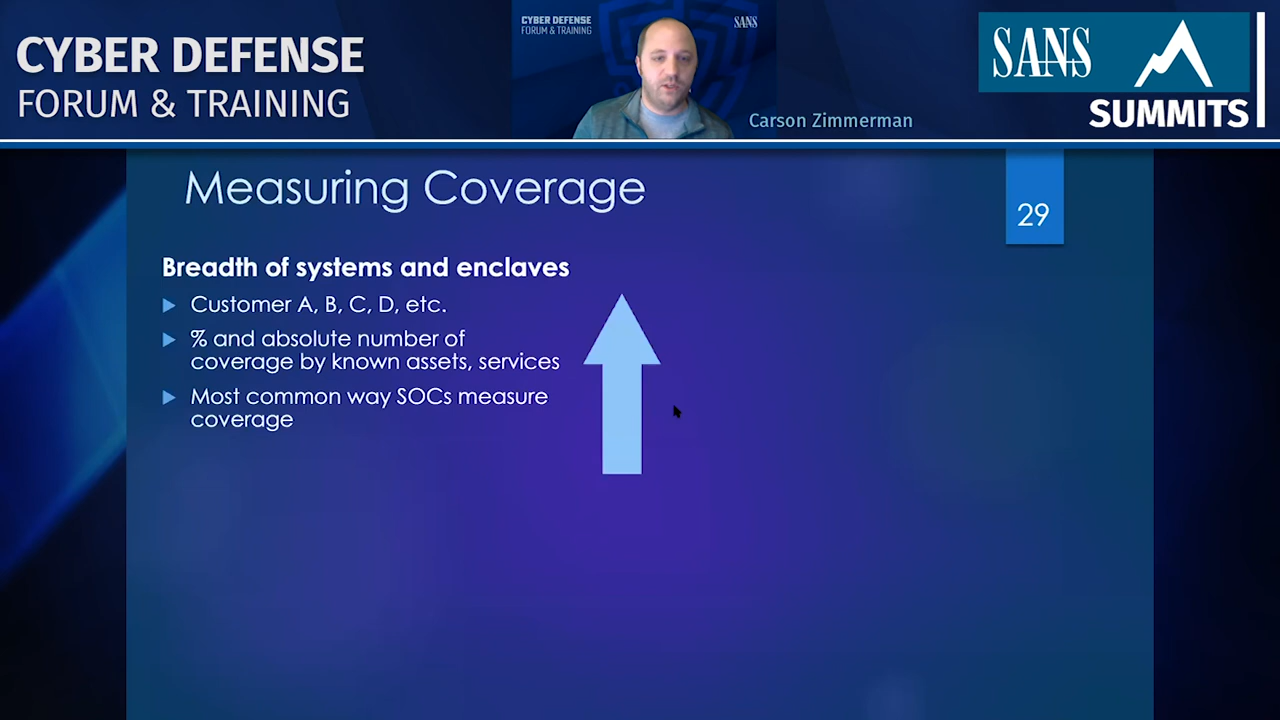 CYBER DEFENSE
FORUM & TRAINING
CYBER DEFENSE
FORUM & TRAINING
SANS
Carson Zimmerman
SANS
SUMMITS
Measuring Coverage
29
Breadth of systems and enclaves
Customer A, B, C, D, etc.
% and absolute number of
coverage by known assets, services
Most common way SOCs measure
coverage